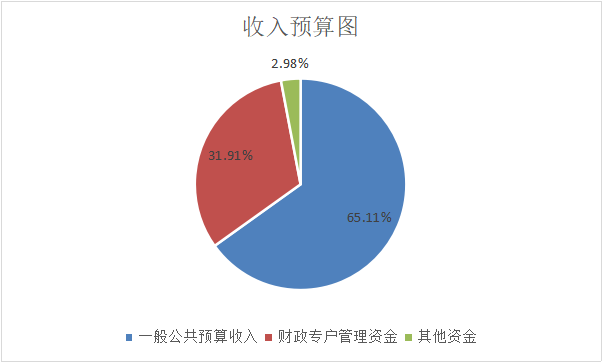 收入预算图
2.98%
31.91%
65.11%
一般公共预算收入 财政专户管理资金 其他资金